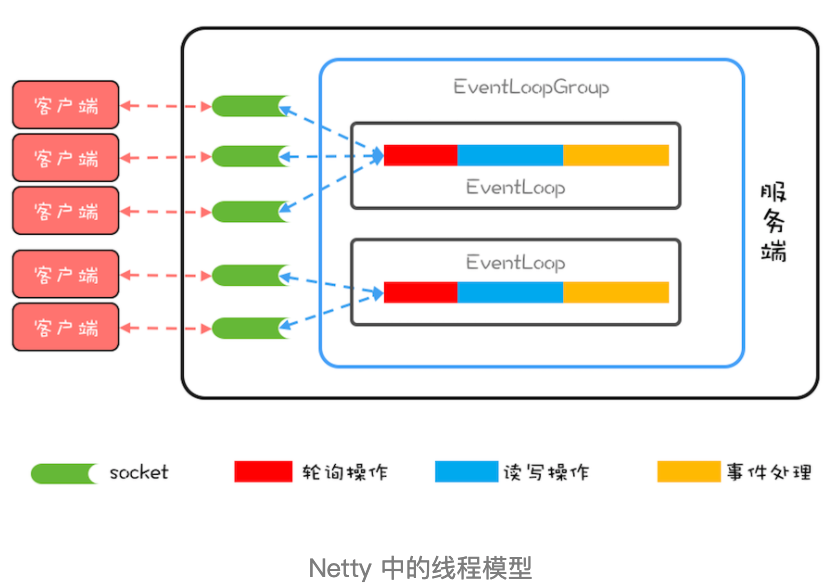 客户端
客户端
客户端
客户端
客户端
EventLoopGroup
EventLoop
EventLoop
服务端
socket
轮询操作
读写操作
事件处理
Netty 中的线程模型